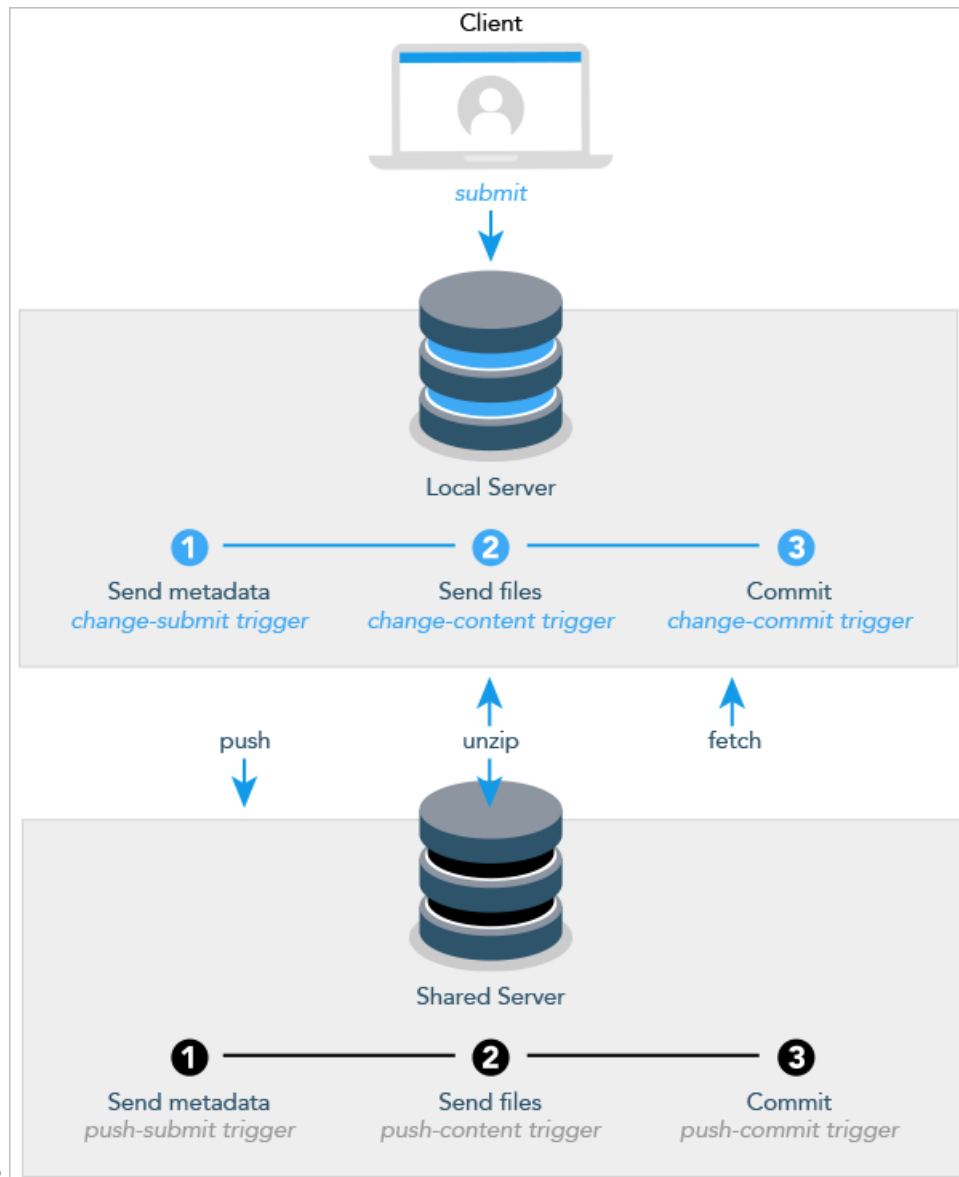 Client
submit
Local Server
1 2 3
Send metadata Send files Commit
change-submit trigger change-content trigger change-commit trigger
push unzip fetch
Shared Server
1 2 3
Send metadata Send files Commit
push-submit trigger push-content trigger push-commit trigger